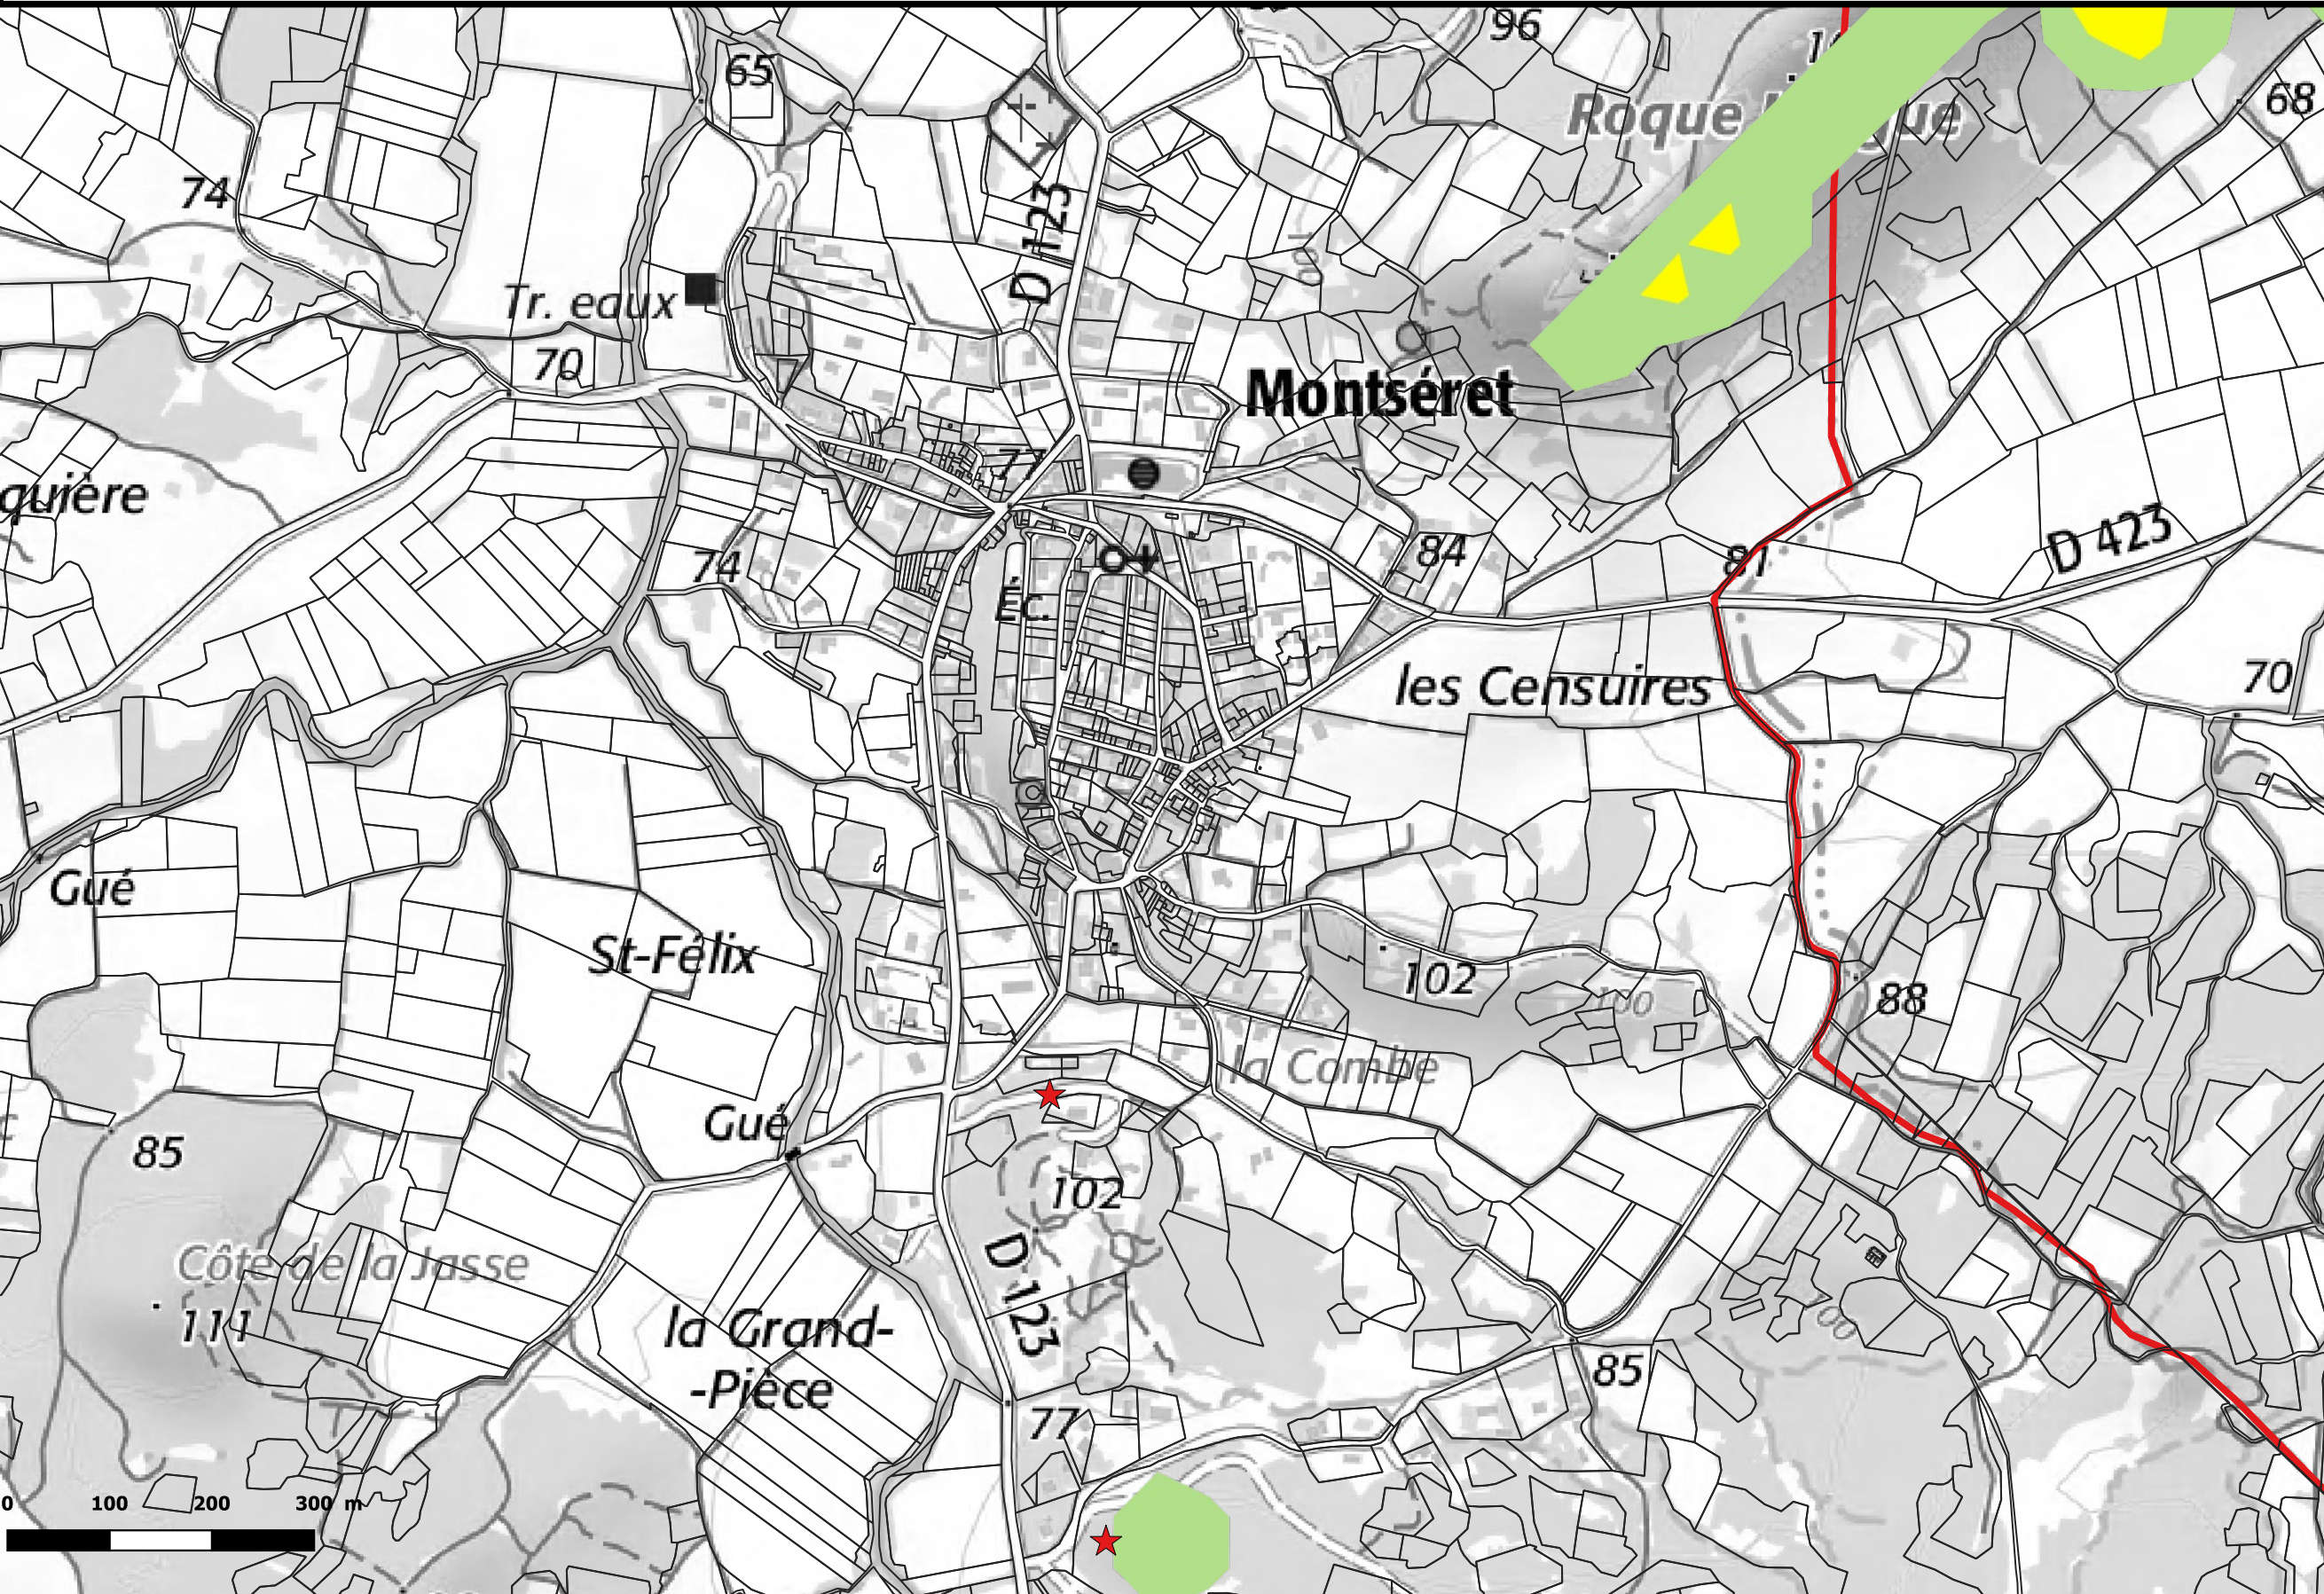 96
65
68
74
D 123
Tr. eaux
70
Montséret
77
quière
D 423
84
81
74
Éc.
les Censuires
70
Gué
St-Félix
102
100
88
la Combe
Gué
85
102
Côte de la Jasse
D 123
111
la Grand-
-Pièce
85
77
0 100 200 300 m